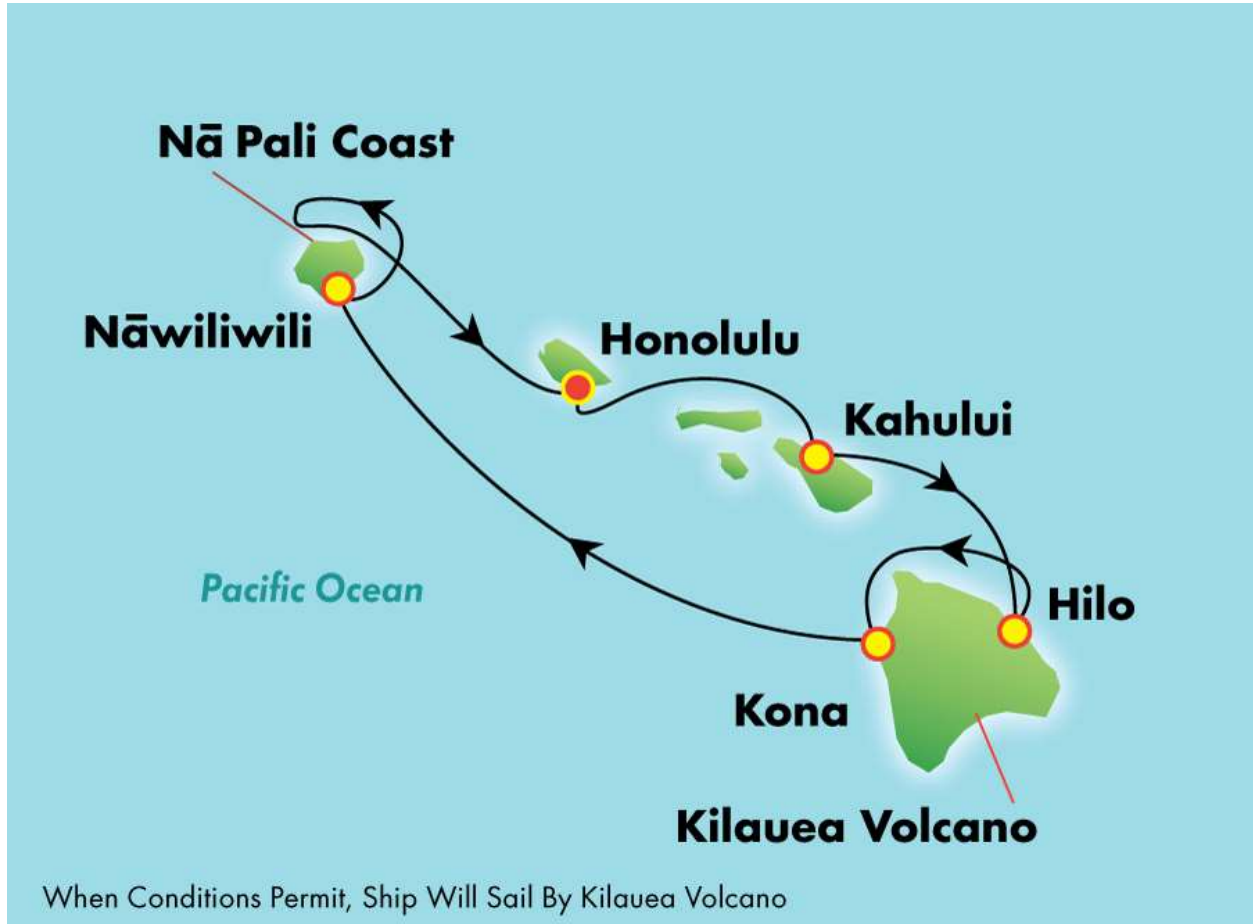 Nā Pali Coast
Nāwiliwili
Honolulu
Kahului
Pacific Ocean
Hilo
Kona
Kilauea Volcano
When Conditions Permit, Ship Will Sail By Kilauea Volcano